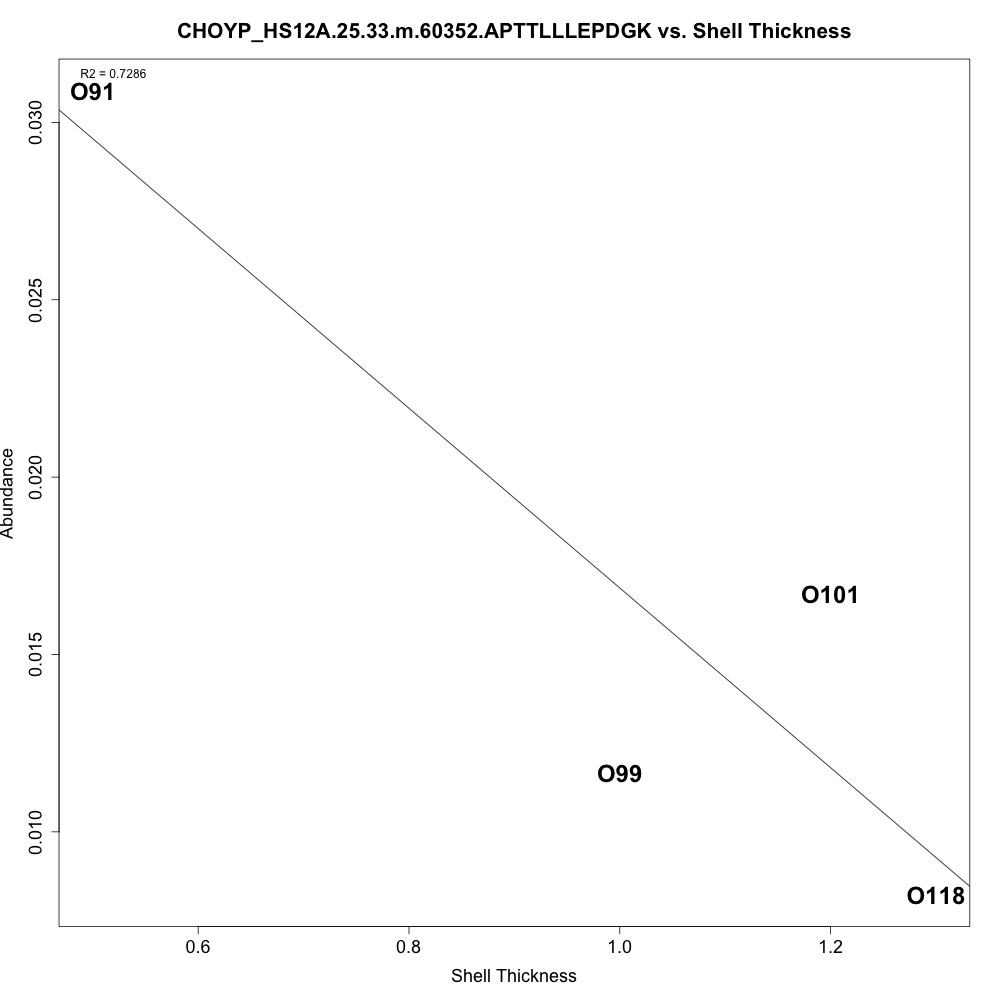 CHOYP_HS12A.25.33.m.60352.APTTLLLEPDGK vs. Shell Thickness
R2 = 0.7286
O91
0.030
0.025
0.020
Abundance
O101
0.015
O99
0.010
O118
0.6 0.8 1.0 1.2
Shell Thickness